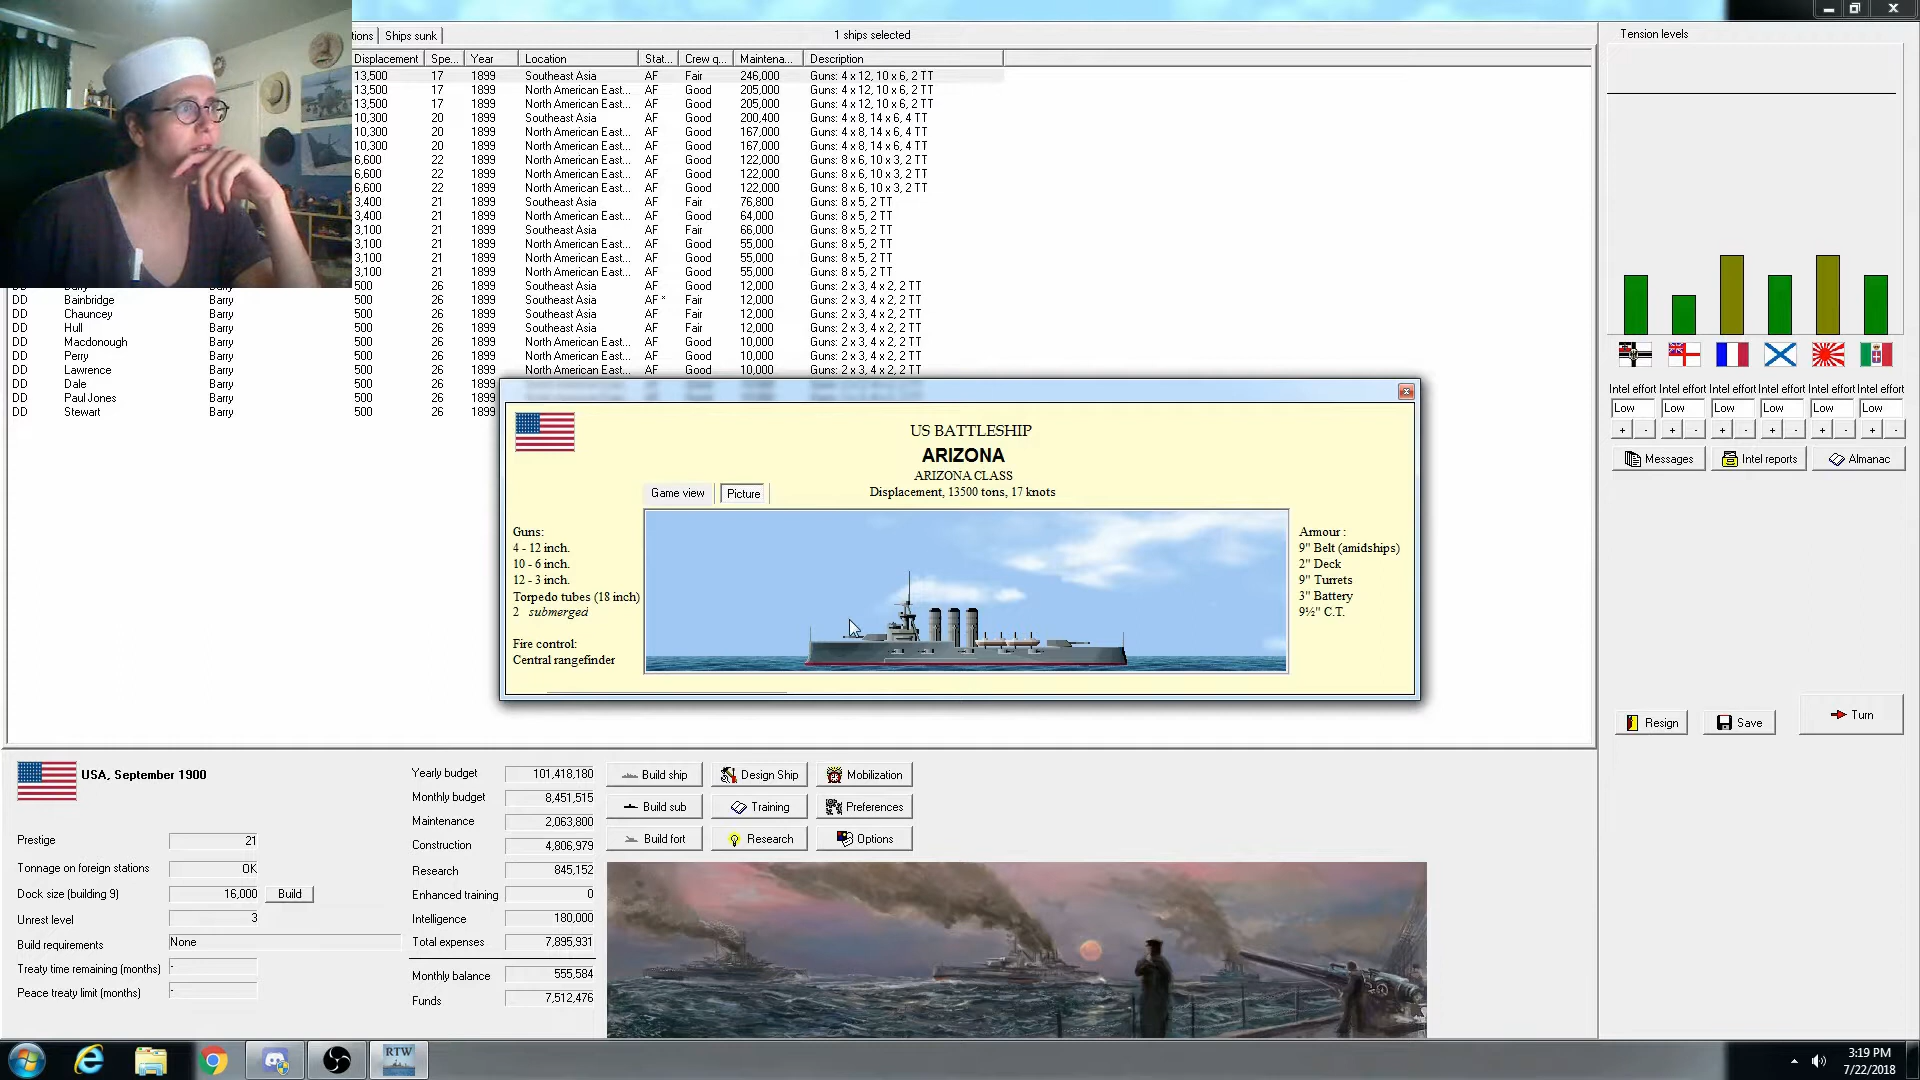 tions Ships sunk 1 ships selected Tension levels
Displacement Spe... Year Location Stat... Crew q... Maintena... Description
13,500 17 1899 Southeast Asia AF Fair 246,000 Guns: 4 x 12, 10 x 6, 2 TT
13,500 17 1899 North American East... AF Good 205,000 Guns: 4 x 12, 10 x 6, 2 TT
13,500 17 1899 North American East... AF Good 205,000 Guns: 4 x 12, 10 x 6, 2 TT
10,300 20 1899 Southeast Asia AF Good 200,400 Guns: 4 x 8, 14 x 6, 4 TT
10,300 20 1899 North American East... AF Good 167,000 Guns: 4 x 8, 14 x 6, 4 TT
10,300 20 1899 North American East... AF Good 167,000 Guns: 4 x 8, 14 x 6, 4 TT
6,600 22 1899 North American East... AF Good 122,000 Guns: 8 x 6, 10 x 3, 2 TT
6,600 22 1899 North American East... AF Good 122,000 Guns: 8 x 6, 10 x 3, 2 TT
6,600 22 1899 North American East... AF Good 122,000 Guns: 8 x 6, 10 x 3, 2 TT
3,400 21 1899 Southeast Asia AF Fair 76,800 Guns: 8 x 5, 2 TT
3,400 21 1899 North American East... AF Good 64,000 Guns: 8 x 5, 2 TT
3,100 21 1899 Southeast Asia AF Fair 66,000 Guns: 8 x 5, 2 TT
3,100 21 1899 North American East... AF Good 55,000 Guns: 8 x 5, 2 TT
3,100 21 1899 North American East... AF Good 55,000 Guns: 8 x 5, 2 TT
3,100 21 1899 North American East... AF Good 55,000 Guns: 8 x 5, 2 TT
DD Barry Barry 500 26 1899 Southeast Asia AF Good 12,000 Guns: 2 x 3, 4 x 2, 2 TT
DD Bainbridge Barry 500 26 1899 Southeast Asia AF * Fair 12,000 Guns: 2 x 3, 4 x 2, 2 TT
DD Chauncey Barry 500 26 1899 Southeast Asia AF Fair 12,000 Guns: 2 x 3, 4 x 2, 2 TT
DD Hull Barry 500 26 1899 Southeast Asia AF Fair 12,000 Guns: 2 x 3, 4 x 2, 2 TT
DD Macdonough Barry 500 26 1899 North American East... AF Good 10,000 Guns: 2 x 3, 4 x 2, 2 TT
DD Perry Barry 500 26 1899 North American East... AF Good 10,000 Guns: 2 x 3, 4 x 2, 2 TT
DD Lawrence Barry 500 26 1899 North American East... AF Good 10,000 Guns: 2 x 3, 4 x 2, 2 TT
DD Dale Barry 500 26 1899
DD Paul Jones Barry 500 26 1899
DD Stewart Barry 500 26 1899
US BATTLESHIP
ARIZONA
ARIZONA CLASS
Displacement, 13500 tons, 17 knots
Game view Picture
Guns:
4 - 12 inch.
10 - 6 inch.
12 - 3 inch.
Torpedo tubes (18 inch)
2 submerged
Fire control:
Central rangefinder
Armour :
9" Belt (amidships)
2" Deck
9" Turrets
3" Battery
9½" C.T.
Intel effort Intel effort Intel effort Intel effort Intel effort Intel effort
Low Low Low Low Low Low
+ - + - + - + - + - + -
Messages Intel reports Almanac
Resign Save Turn
USA, September 1900
Prestige 21
Tonnage on foreign stations OK
Dock size (building 9) 16,000 Build
Unrest level 3
Build requirements None
Treaty time remaining (months) -
Peace treaty limit (months) -
Yearly budget 101,418,180
Monthly budget 8,451,515
Maintenance 2,063,800
Construction 4,806,979
Research 845,152
Enhanced training 0
Intelligence 180,000
Total expenses 7,895,931
Monthly balance 555,584
Funds 7,512,476
Build ship Design Ship Mobilization
Build sub Training Preferences
Build fort Research Options
RTW
3:19 PM
7/22/2018